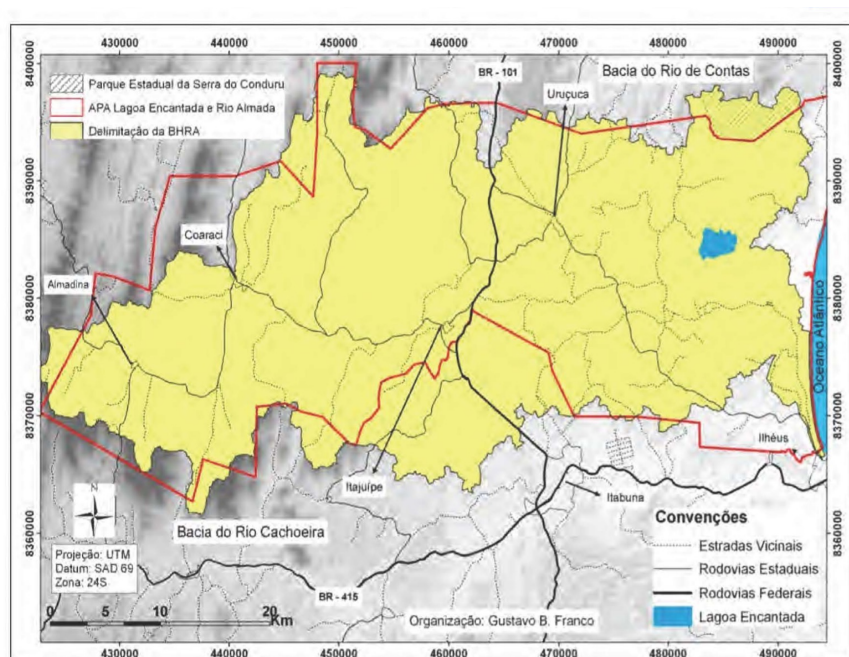 430000 440000 450000 460000 470000 480000 490000
8400000
8390000
8380000
8370000
8360000
Parque Estadual da Serra do Conduru
APA Lagoa Encantada e Rio Almada
Delimitação da BHRA
BR - 101
Bacia do Rio de Contas
Uruçuca
Coaraci
Almadina
Oceano Atlântico
Ilhéus
Itajuípe
Itabuna
Bacia do Rio Cachoeira
Convenções
Estradas Vicinais
Rodovias Estaduais
Rodovias Federais
Lagoa Encantada
N
Projeção: UTM
Datum: SAD 69
Zona: 24S
BR - 415
0 5 10 20
Km
Organização: Gustavo B. Franco
430000 440000 450000 460000 470000 480000 490000